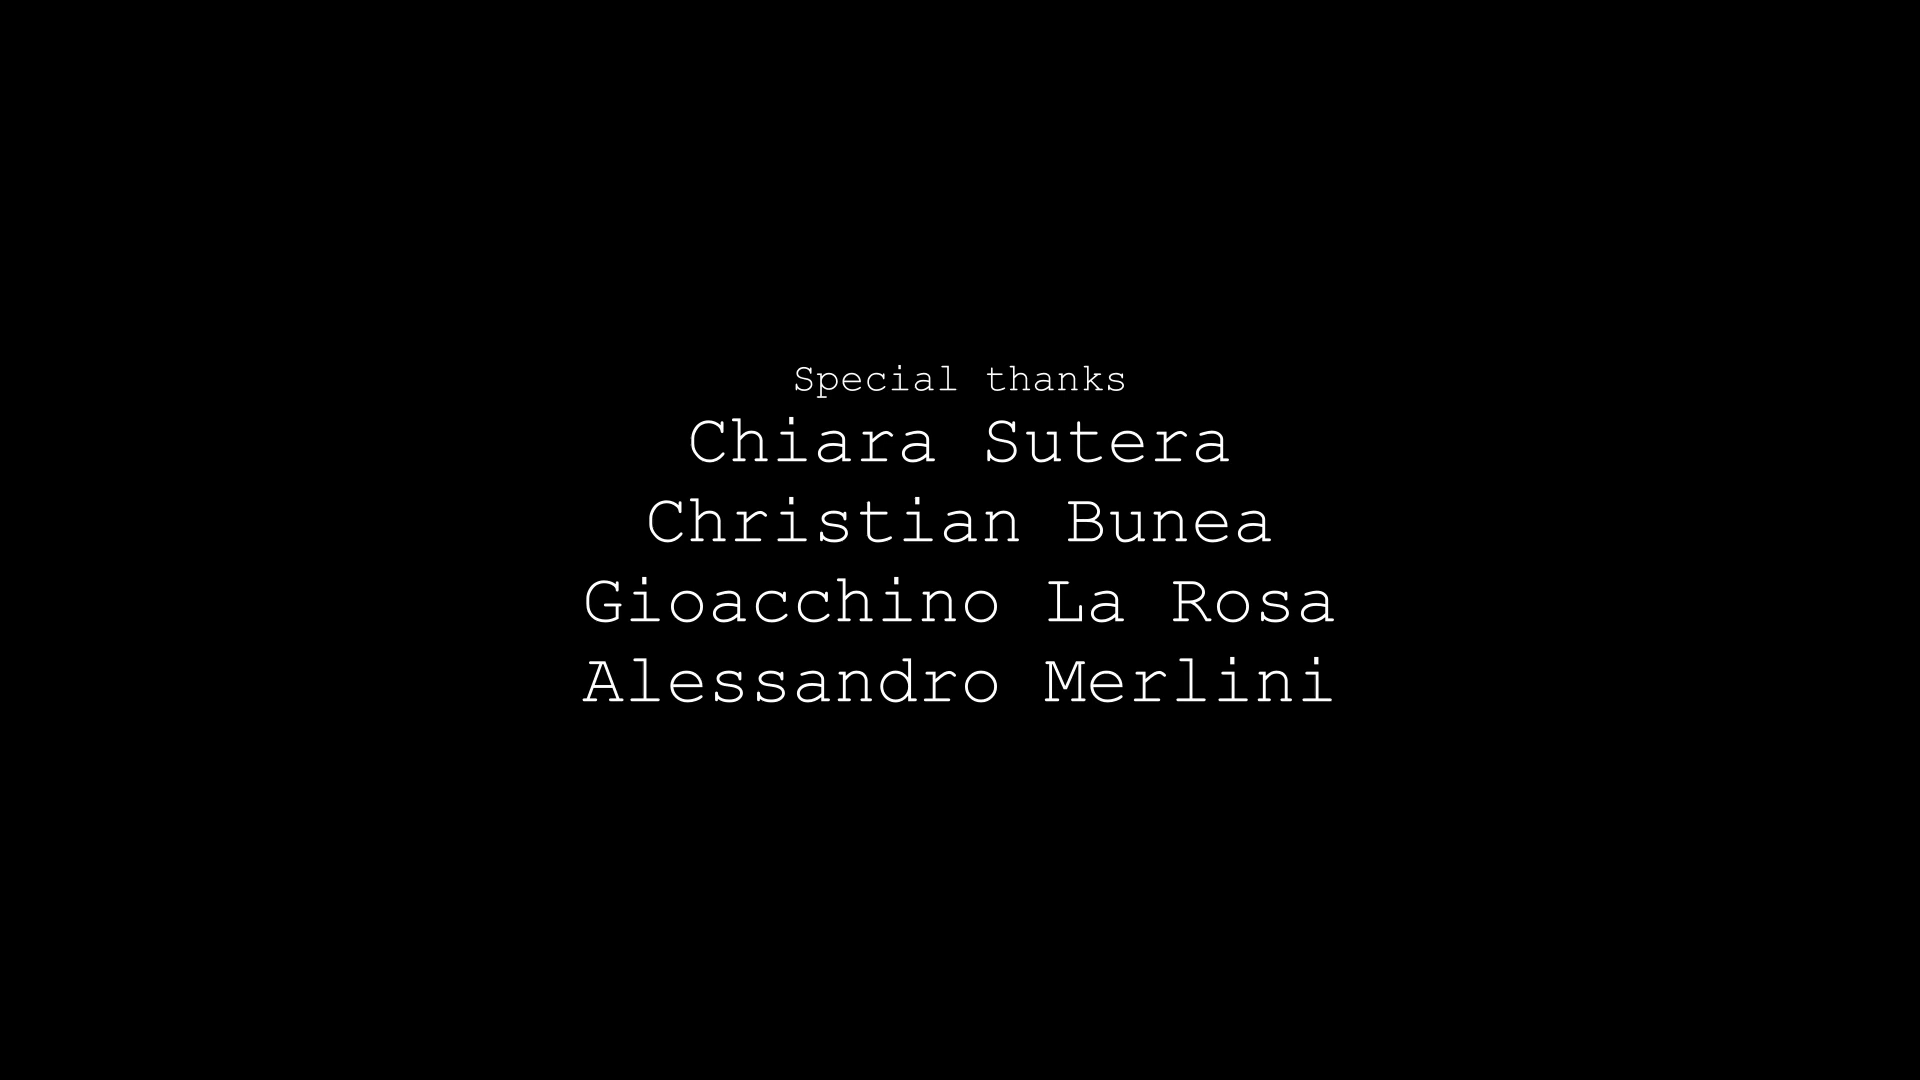 Special thanks
Chiara Sutera
Christian Bunea
Gioacchino La Rosa
Alessandro Merlini